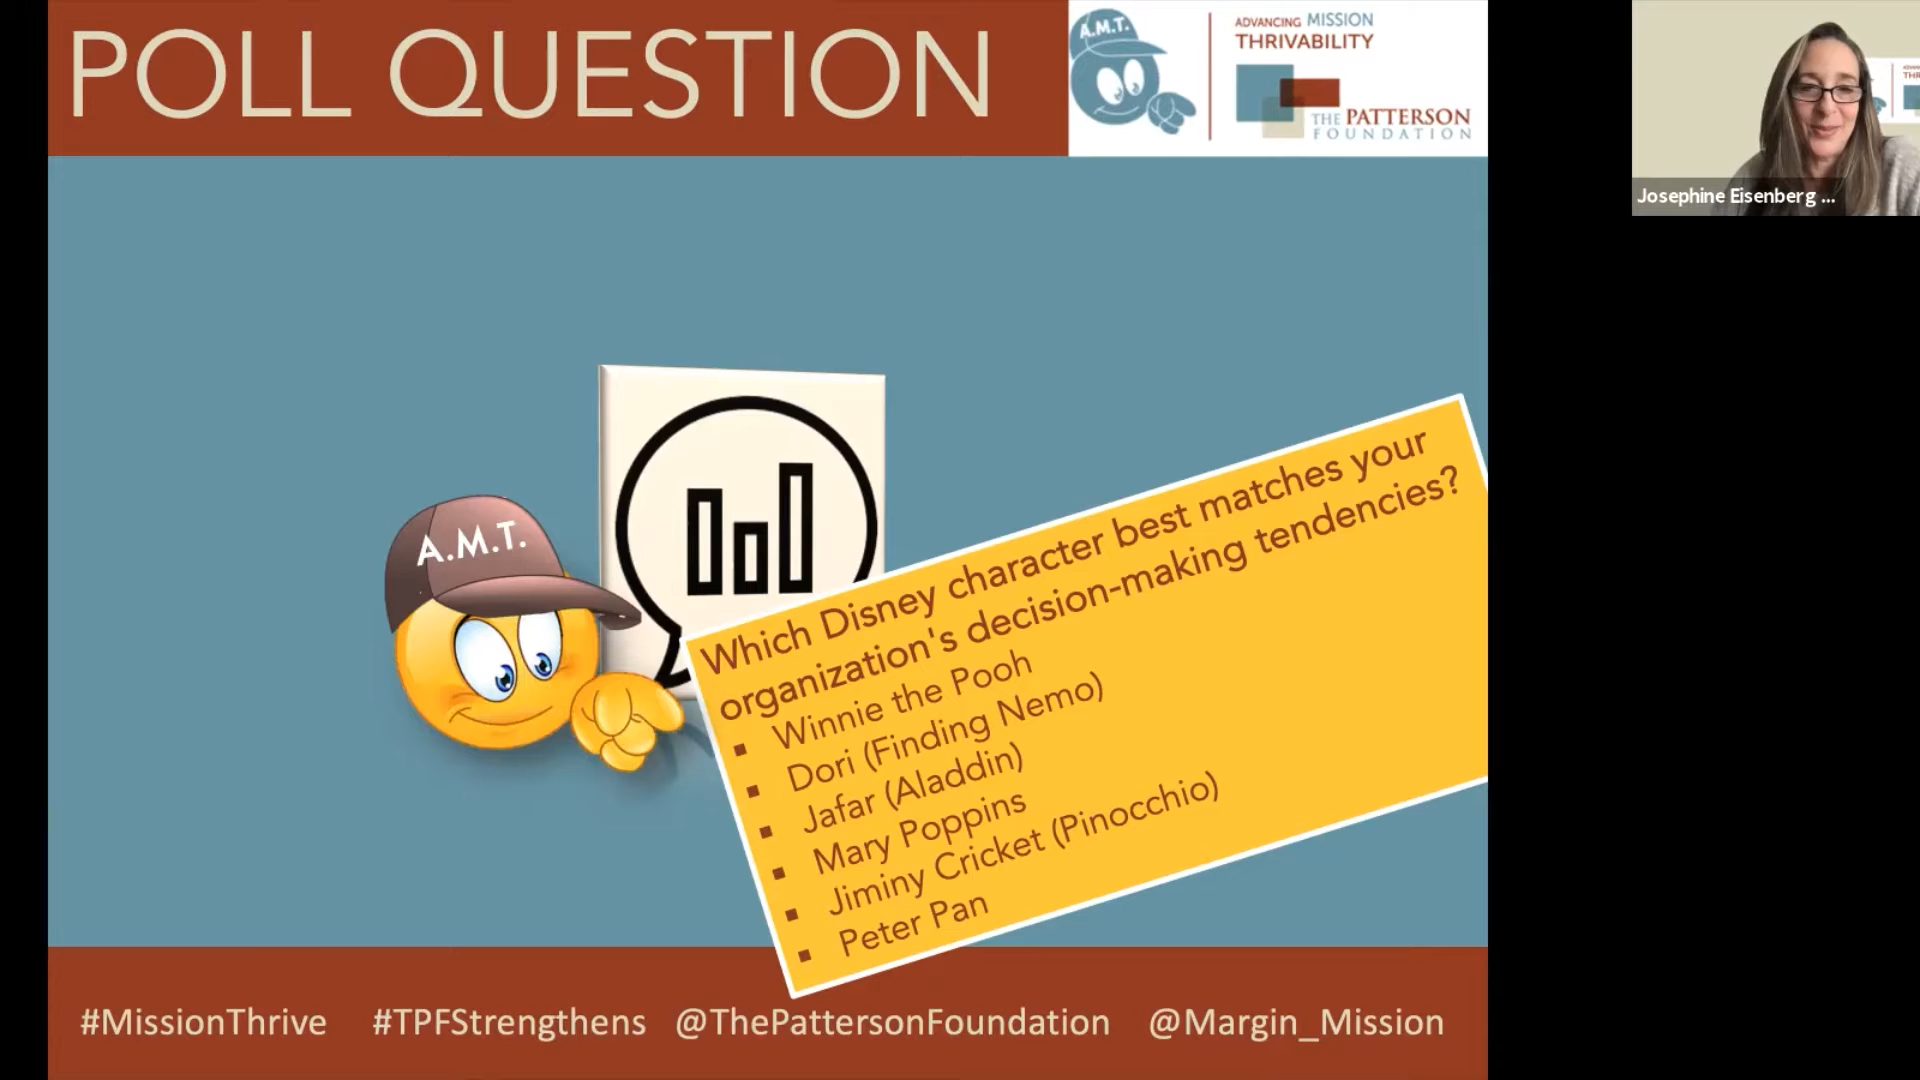 POLL QUESTION
A.M.T.
ADVANCING MISSION
THRIVABILITY
THE PATTERSON
FOUNDATION
Josephine Eisenberg ...
A.M.T.
Which Disney character best matches your
organization's decision-making tendencies?
▪ Winnie the Pooh
▪ Dori (Finding Nemo)
▪ Jafar (Aladdin)
▪ Mary Poppins
▪ Jiminy Cricket (Pinocchio)
▪ Peter Pan
#MissionThrive #TPFStrengthens @ThePattersonFoundation @Margin_Mission